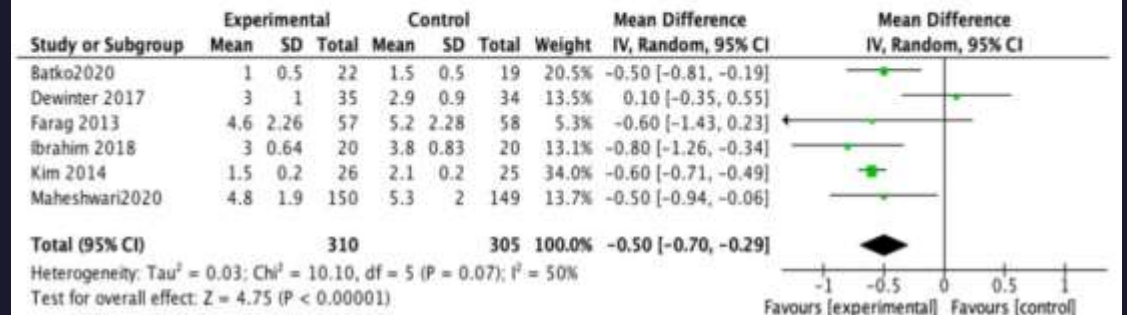 Experimental Control Mean Difference Mean Difference
Study or Subgroup Mean SD Total Mean SD Total Weight IV, Random, 95% CI IV, Random, 95% CI
Batko2020 1 0.5 22 1.5 0.5 19 20.5% −0.50 [−0.81, −0.19]
Dewinter 2017 3 1 35 2.9 0.9 34 13.5% 0.10 [−0.35, 0.55]
Farag 2013 4.6 2.26 57 5.2 2.28 58 5.3% −0.60 [−1.43, 0.23]
Ibrahim 2018 3 0.64 20 3.8 0.83 20 13.1% −0.80 [−1.26, −0.34]
Kim 2014 1.5 0.2 26 2.1 0.2 25 34.0% −0.60 [−0.71, −0.49]
Maheshwari2020 4.8 1.9 150 5.3 2 149 13.7% −0.50 [−0.94, −0.06]
Total (95% CI) 310 305 100.0% −0.50 [−0.70, −0.29]
Heterogeneity: Tau² = 0.03; Chi² = 10.10, df = 5 (P = 0.07); I² = 50%
Test for overall effect: Z = 4.75 (P < 0.00001)
−1 −0.5 0 0.5 1
Favours [experimental] Favours [control]